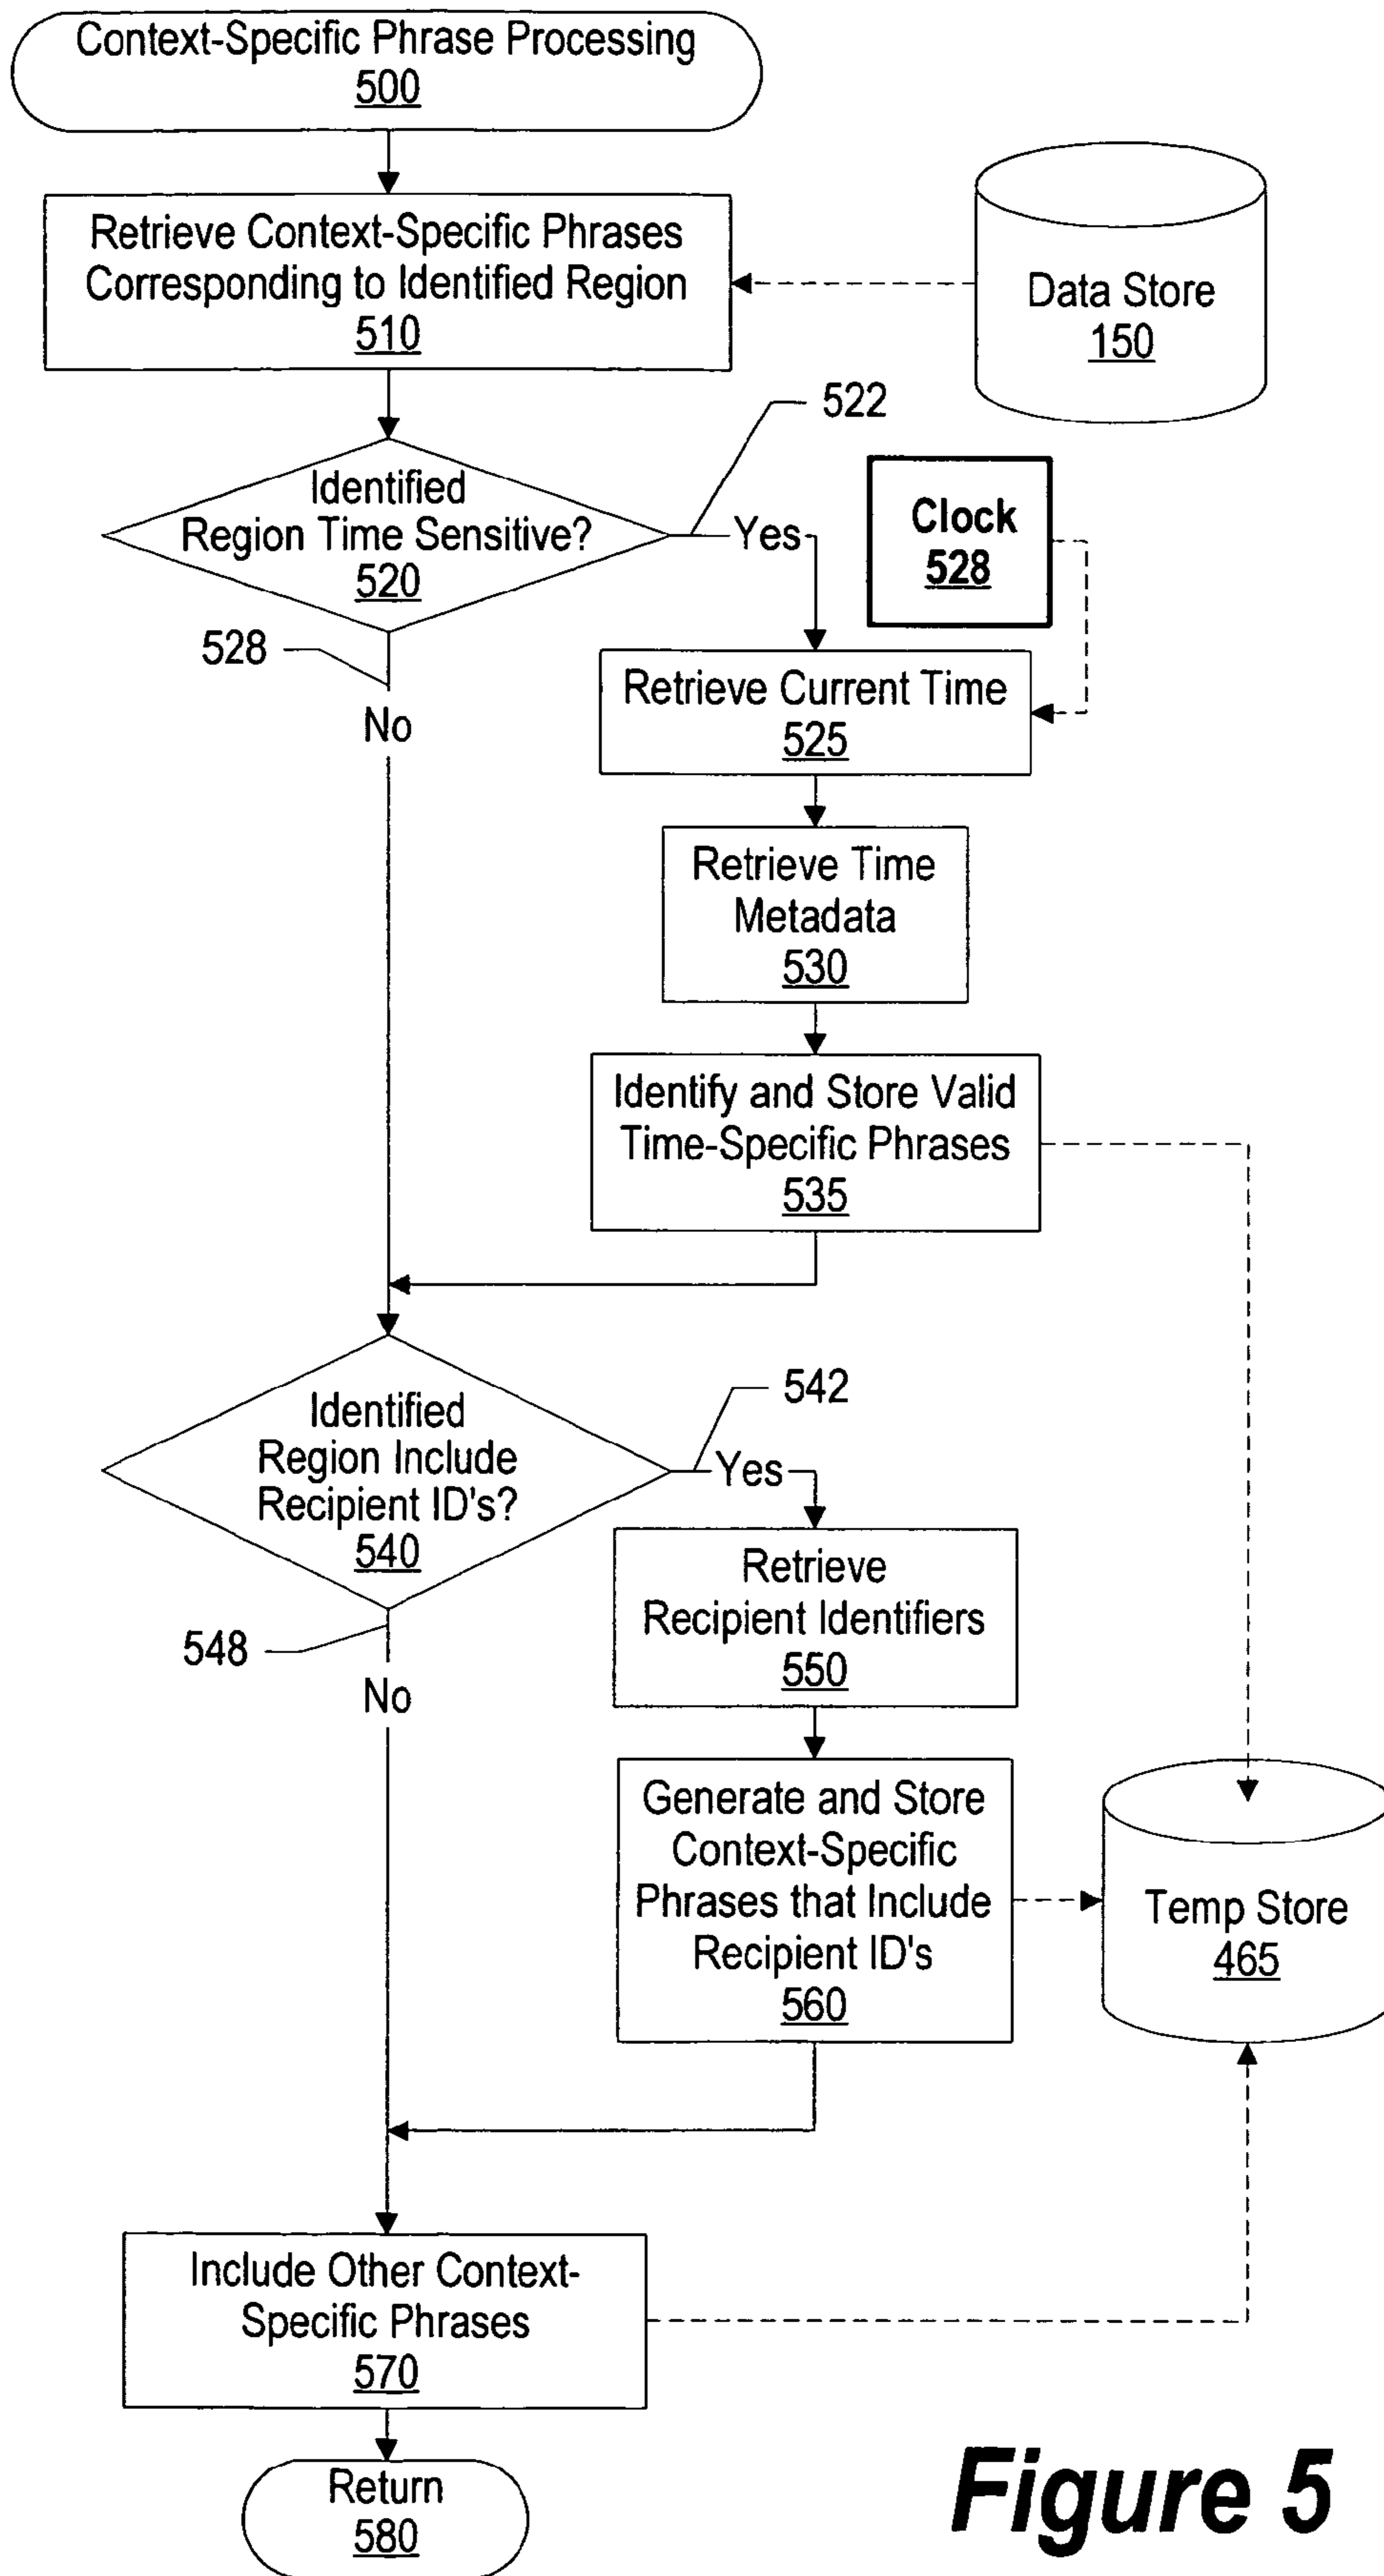 Context-Specific Phrase Processing
500
Retrieve Context-Specific Phrases
Corresponding to Identified Region
510
Data Store
150
522
Identified
Region Time Sensitive?
520
Yes
Clock
528
528
No
Retrieve Current Time
525
Retrieve Time
Metadata
530
Identify and Store Valid
Time-Specific Phrases
535
542
Identified
Region Include
Recipient ID's?
540
Yes
548
No
Retrieve
Recipient Identifiers
550
Generate and Store
Context-Specific
Phrases that Include
Recipient ID's
560
Temp Store
465
Include Other Context-
Specific Phrases
570
Return
580
Figure 5